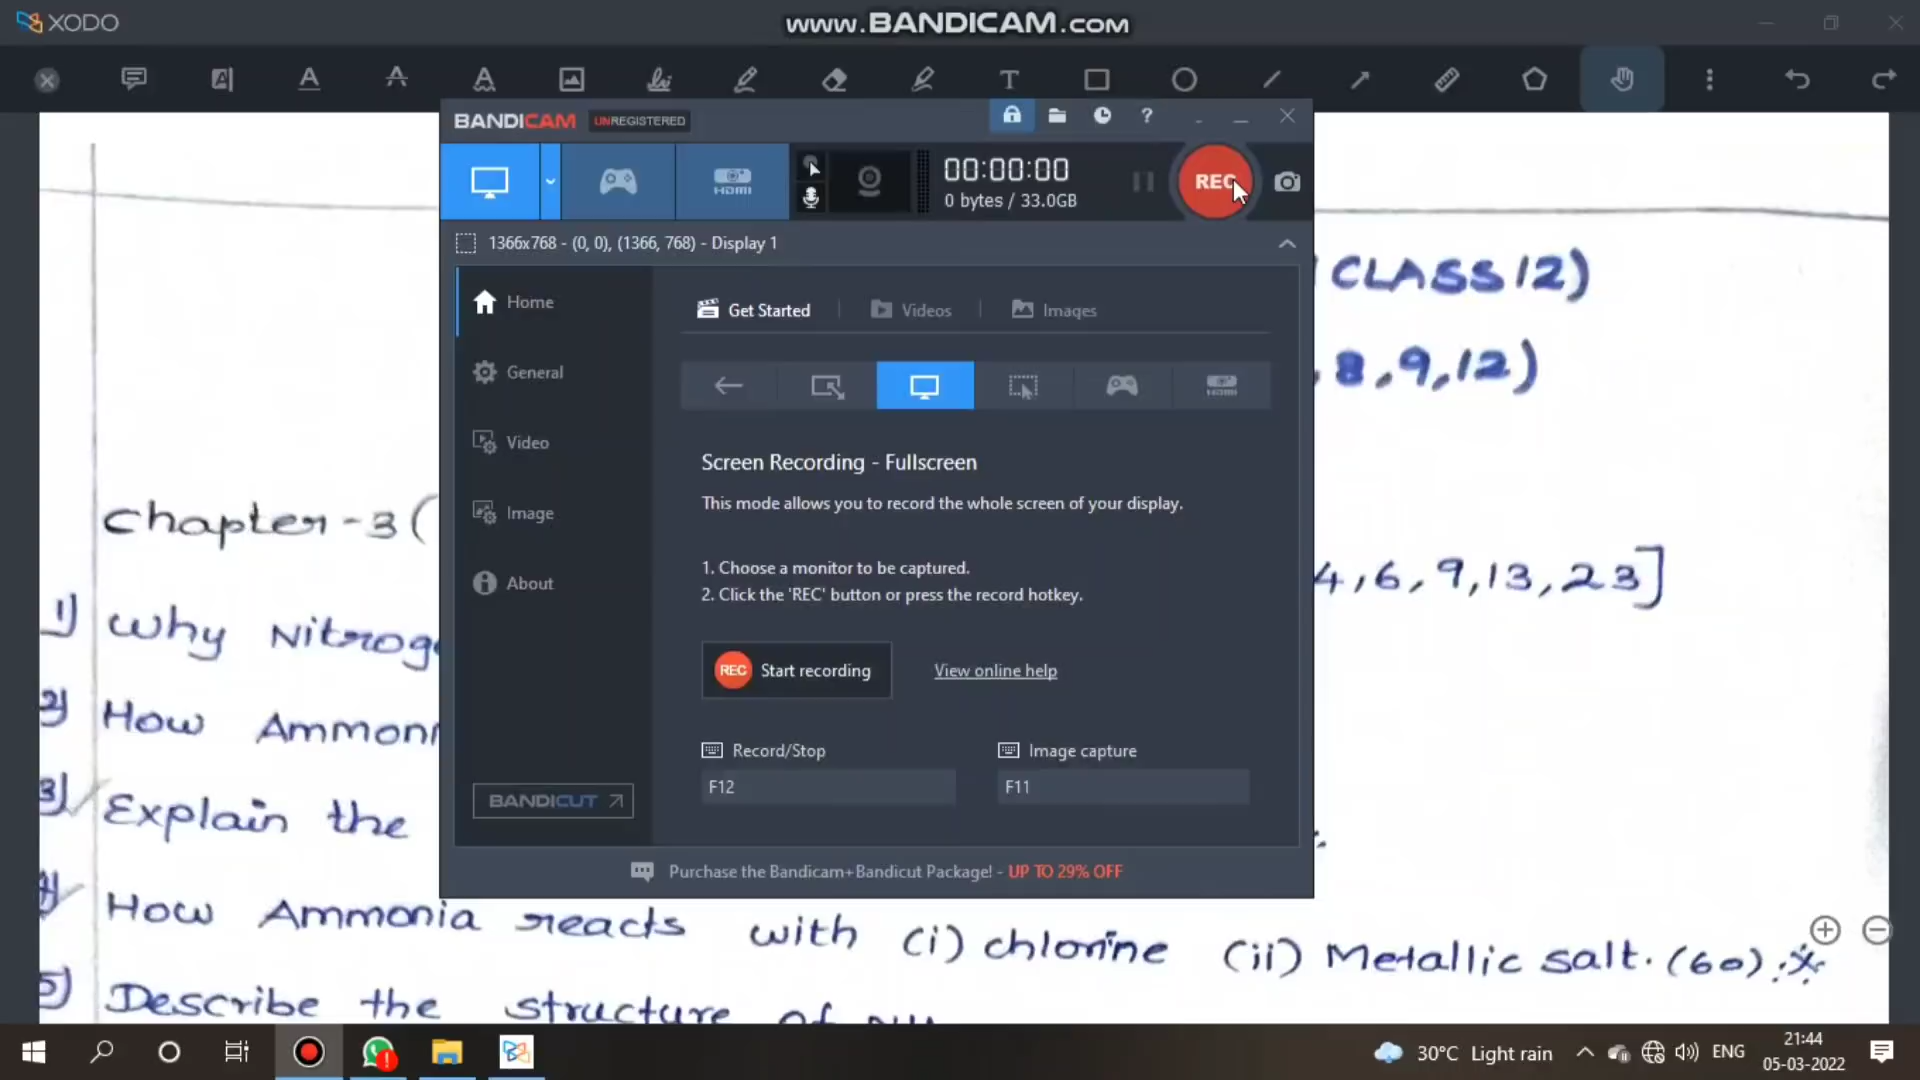 XODO
www.BANDICAM.com
BANDICAM UNREGISTERED
?
HDMI
00:00:00
0 bytes / 33.0GB
REC
1366x768 - (0, 0), (1366, 768) - Display 1
Home
General
Video
Image
About
BANDICUT
Get Started
Videos
Images
HDMI
Screen Recording - Fullscreen
This mode allows you to record the whole screen of your display.
1. Choose a monitor to be captured.
2. Click the 'REC' button or press the record hotkey.
REC Start recording
View online help
Record/Stop
F12
Image capture
F11
Purchase the Bandicam+Bandicut Package! - UP TO 29% OFF
CLASS 12)
, 8, 9, 12)
chapter - 3 (
4, 6, 9, 13, 23]
1) Why Nitrog
2) How Ammoni
3) Explain the
4) How Ammonia reacts with (i) chlorine (ii) Metallic salt. (60)
5) Describe the structure of
30°C Light rain
ENG
21:44
05-03-2022